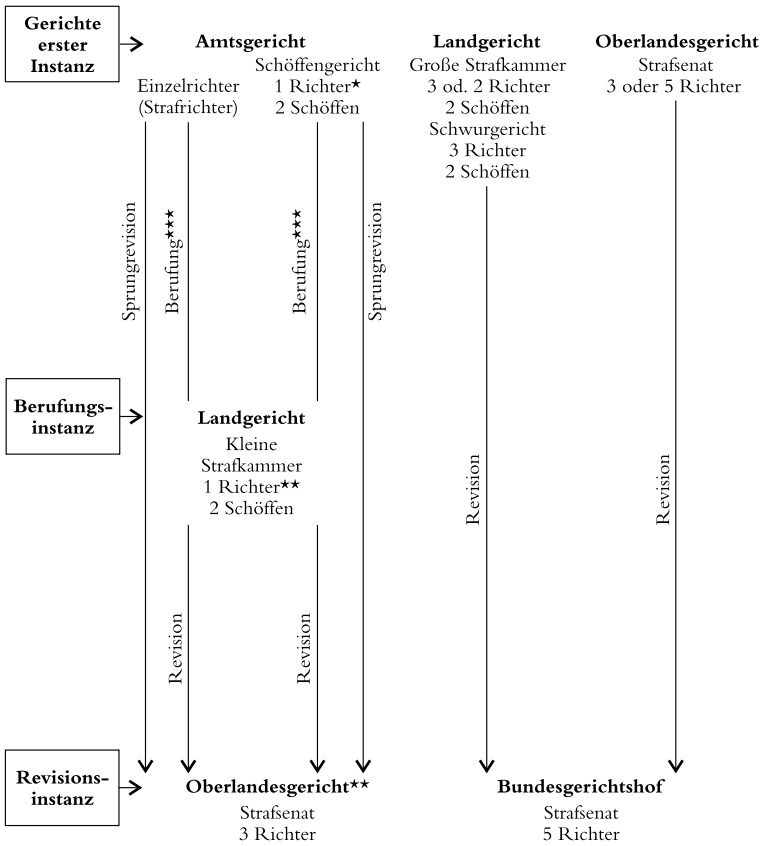 Gerichte
erster
Instanz
Amtsgericht
Landgericht
Oberlandesgericht
Einzelrichter
(Strafrichter)
Schöffengericht
1 Richter★
2 Schöffen
Große Strafkammer
3 od. 2 Richter
2 Schöffen
Schwurgericht
3 Richter
2 Schöffen
Strafsenat
3 oder 5 Richter
Sprungrevision
Berufung★★★
Berufung★★★
Sprungrevision
Berufungs-
instanz
Landgericht
Kleine
Strafkammer
1 Richter★★
2 Schöffen
Revision
Revision
Revision
Revision
Revisions-
instanz
Oberlandesgericht★★
Strafsenat
3 Richter
Bundesgerichtshof
Strafsenat
5 Richter